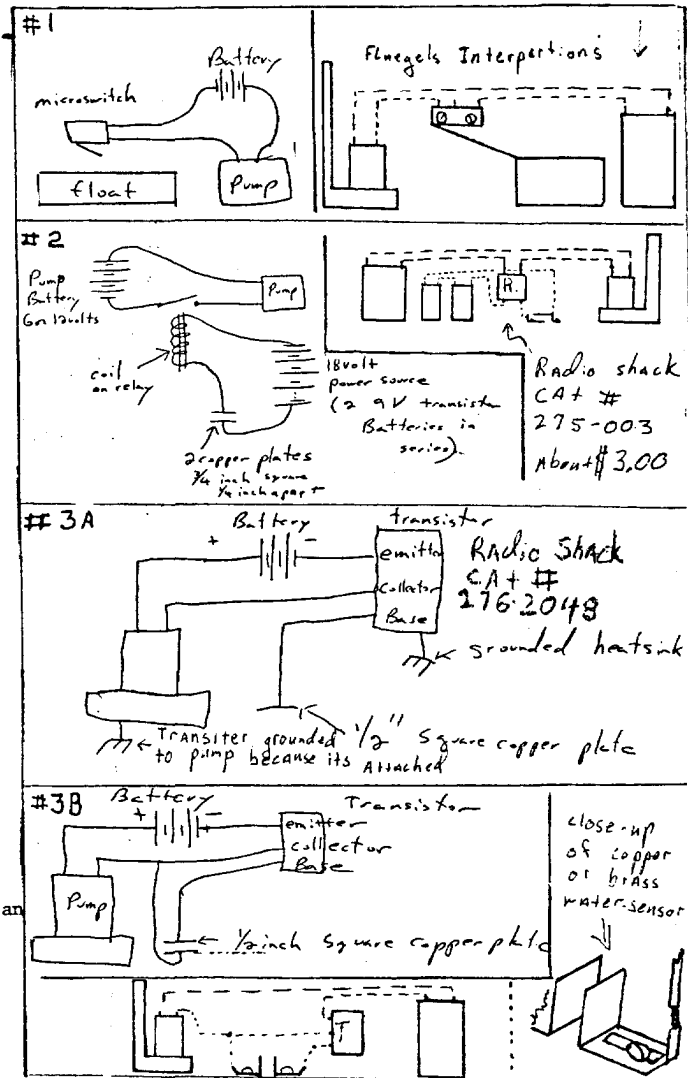 #1
Battery
microswitch
float
Pump
Fluegels Interpertions
#2
Pump
Battery
6 or 12 volts
Pump
coil
on relay
18 volt
power source
(2 9V transistor
Batteries in
series).
2 copper plates
3/4 inch square
1/4 inch apart
R
RAdio shack
CAt #
275-003
About $3.00
#3A
Battery
+
-
transistor
emitter
collector
Base
RAdio ShAck
CAt #
276-2048
grounded heatsink
1/2" Square copper plate
TRANSITER grounded
to pump because its Attached
#3B
Battery
+
-
Transistor
emitter
collector
Base
Pump
an
1/2 inch Square copper plate
close-up
of copper
or brass
water-sensor
T